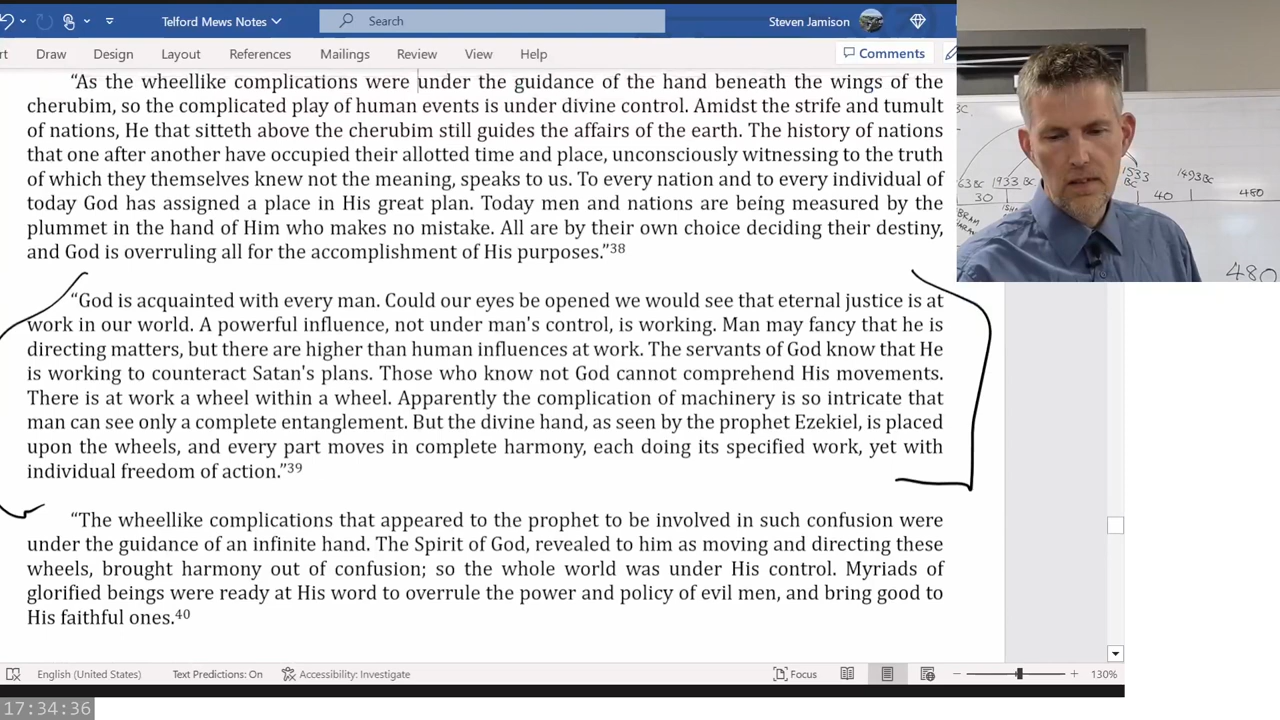 Telford Mews Notes
Search
Steven Jamison
rt Draw Design Layout References Mailings Review View Help
Comments
“As the wheellike complications were under the guidance of the hand beneath the wings of the
cherubim, so the complicated play of human events is under divine control. Amidst the strife and tumult
of nations, He that sitteth above the cherubim still guides the affairs of the earth. The history of nations
that one after another have occupied their allotted time and place, unconsciously witnessing to the truth
of which they themselves knew not the meaning, speaks to us. To every nation and to every individual of
today God has assigned a place in His great plan. Today men and nations are being measured by the
plummet in the hand of Him who makes no mistake. All are by their own choice deciding their destiny,
and God is overruling all for the accomplishment of His purposes.”38
“God is acquainted with every man. Could our eyes be opened we would see that eternal justice is at
work in our world. A powerful influence, not under man's control, is working. Man may fancy that he is
directing matters, but there are higher than human influences at work. The servants of God know that He
is working to counteract Satan's plans. Those who know not God cannot comprehend His movements.
There is at work a wheel within a wheel. Apparently the complication of machinery is so intricate that
man can see only a complete entanglement. But the divine hand, as seen by the prophet Ezekiel, is placed
upon the wheels, and every part moves in complete harmony, each doing its specified work, yet with
individual freedom of action.”39
“The wheellike complications that appeared to the prophet to be involved in such confusion were
under the guidance of an infinite hand. The Spirit of God, revealed to him as moving and directing these
wheels, brought harmony out of confusion; so the whole world was under His control. Myriads of
glorified beings were ready at His word to overrule the power and policy of evil men, and bring good to
His faithful ones.40
English (United States) Text Predictions: On Accessibility: Investigate Focus 130%
17:34:36
BC
63BC 1933 BC 1533 BC 1493BC
30 40 480
480